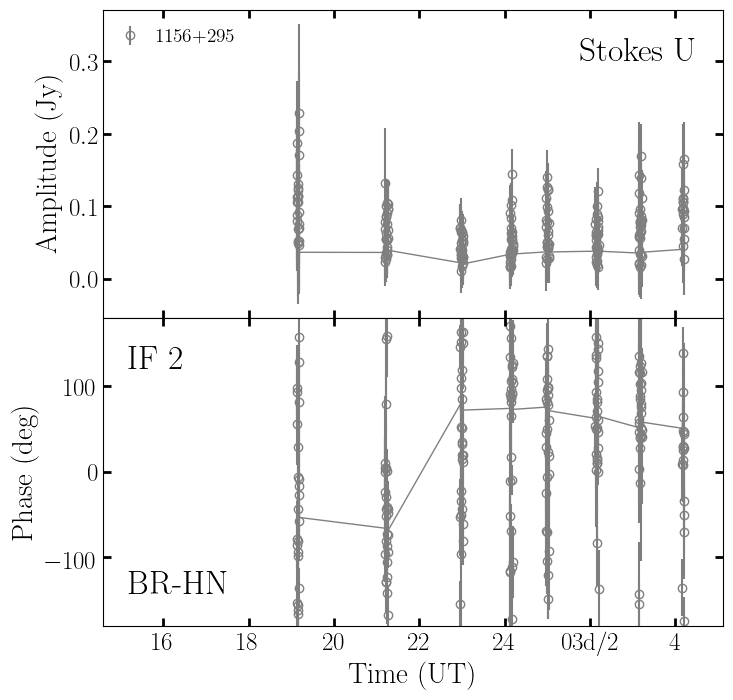 1156+295
Stokes U
Amplitude (Jy)
0.3
0.2
0.1
0.0
IF 2
BR-HN
Phase (deg)
100
0
−100
16 18 20 22 24 03d/2 4
Time (UT)